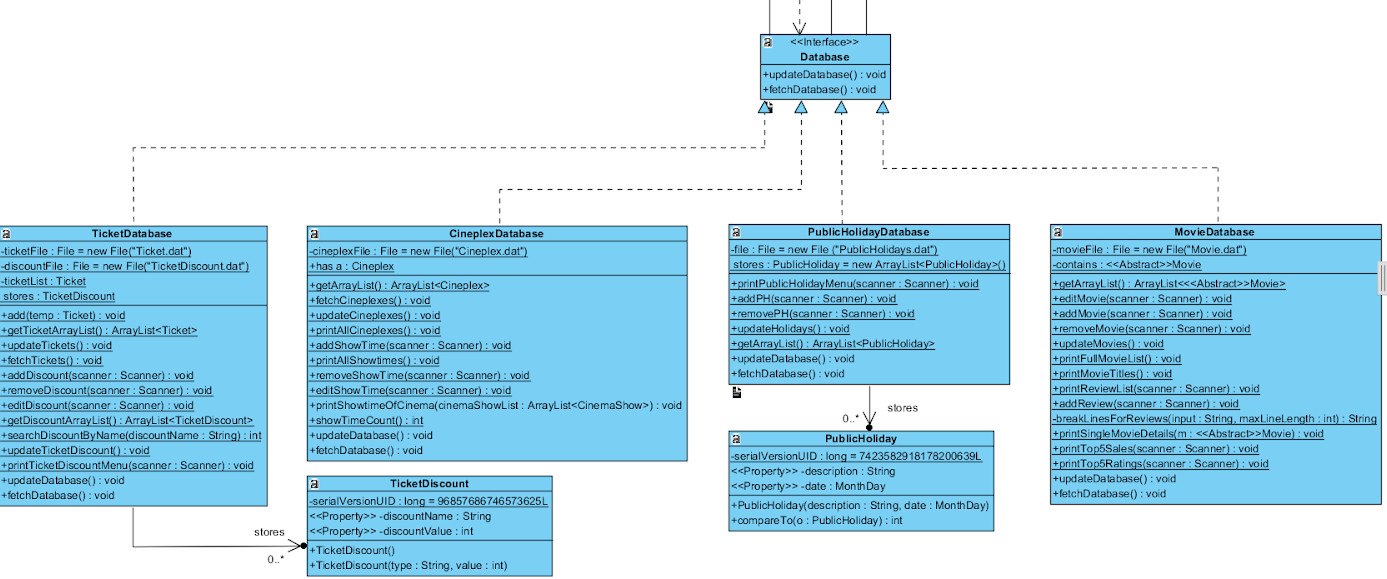 <<Interface>>
Database
+updateDatabase() : void
+fetchDatabase() : void
TicketDatabase
-ticketFile : File = new File("Ticket.dat")
-discountFile : File = new File("TicketDiscount.dat")
-ticketList : Ticket
stores : TicketDiscount
+add(temp : Ticket) : void
+getTicketArrayList() : ArrayList<Ticket>
+updateTickets() : void
+fetchTickets() : void
+addDiscount(scanner : Scanner) : void
+removeDiscount(scanner : Scanner) : void
+editDiscount(scanner : Scanner) : void
+getDiscountArrayList() : ArrayList<TicketDiscount>
+searchDiscountByName(discountName : String) : int
+updateTicketDiscount() : void
+printTicketDiscountMenu(scanner : Scanner) : void
+updateDatabase() : void
+fetchDatabase() : void
CineplexDatabase
-cineplexFile : File = new File("Cineplex.dat")
+has a : Cineplex
+getArrayList() : ArrayList<Cineplex>
+fetchCineplexes() : void
+updateCineplexes() : void
+printAllCineplexes() : void
+addShowTime(scanner : Scanner) : void
+printAllShowtimes() : void
+removeShowTime(scanner : Scanner) : void
+editShowTime(scanner : Scanner) : void
+printShowtimeOfCinema(cinemaShowList : ArrayList<CinemaShow>) : void
+showTimeCount() : int
+updateDatabase() : void
+fetchDatabase() : void
PublicHolidayDatabase
-file : File = new File ("PublicHolidays.dat")
stores : PublicHoliday = new ArrayList<PublicHoliday>()
+printPublicHolidayMenu(scanner : Scanner) : void
+addPH(scanner : Scanner) : void
+removePH(scanner : Scanner) : void
+updateHolidays() : void
+getArrayList() : ArrayList<PublicHoliday>
+updateDatabase() : void
+fetchDatabase() : void
MovieDatabase
-movieFile : File = new File("Movie.dat")
-contains : <<Abstract>>Movie
+getArrayList() : ArrayList<<<Abstract>>Movie>
+editMovie(scanner : Scanner) : void
+addMovie(scanner : Scanner) : void
+removeMovie(scanner : Scanner) : void
+updateMovies() : void
+printFullMovieList() : void
+printMovieTitles() : void
+printReviewList(scanner : Scanner) : void
+addReview(scanner : Scanner) : void
-breakLinesForReviews(input : String, maxLineLength : int) : String
+printSingleMovieDetails(m : <<Abstract>>Movie) : void
+printTop5Sales(scanner : Scanner) : void
+printTop5Ratings(scanner : Scanner) : void
+updateDatabase() : void
+fetchDatabase() : void
stores
0..*
PublicHoliday
-serialVersionUID : long = 7423582918178200639L
<<Property>> -description : String
<<Property>> -date : MonthDay
+PublicHoliday(description : String, date : MonthDay)
+compareTo(o : PublicHoliday) : int
stores
0..*
TicketDiscount
-serialVersionUID : long = 96857686746573625L
<<Property>> -discountName : String
<<Property>> -discountValue : int
+TicketDiscount()
+TicketDiscount(type : String, value : int)